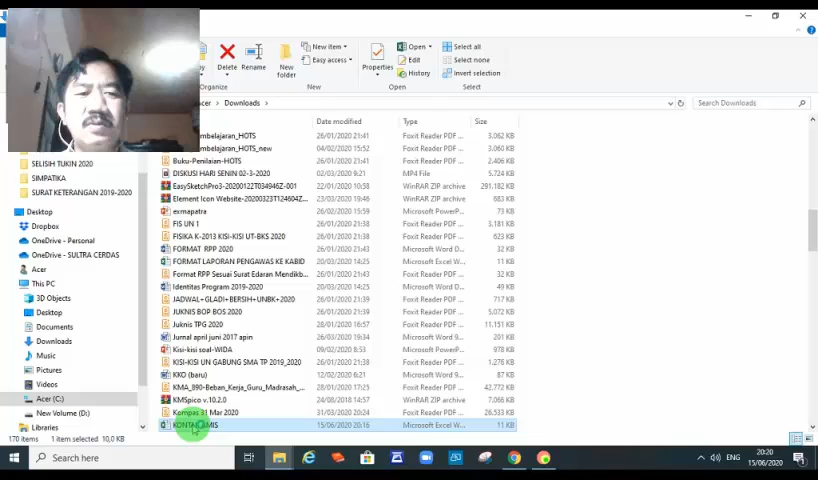 New item
Open
Select all
Easy access
Edit
Select none
Delete
Rename
New
folder
Properties
History
Invert selection
Organize
New
Open
Select
Acer
Downloads
Search Downloads
Date modified
Type
Size
embelajaran_HOTS 26/01/2020 21:41 Foxit Reader PDF ... 3.062 KB
embelajaran_HOTS_new 04/02/2020 15:52 Foxit Reader PDF ... 3.060 KB
Buku-Penilaian-HOTS 26/01/2020 21:41 Foxit Reader PDF ... 2.406 KB
SELISIH TUKIN 2020
DISKUSI HARI SENIN 02-3-2020 02/03/2020 9:21 MP4 File 5.724 KB
SIMPATIKA
EasySketchPro3-20200122T034946Z-001 22/01/2020 10:58 WinRAR ZIP archive 291.182 KB
SURAT KETERANGAN 2019-2020
Element Icon Website-20200323T124604Z... 23/03/2020 19:46 WinRAR ZIP archive 683 KB
Desktop
exmapatra 26/02/2020 15:59 Microsoft PowerP... 73 KB
Dropbox
FIS UN 1 26/01/2020 21:39 Foxit Reader PDF ... 3.181 KB
OneDrive - Personal
FISIKA K-2013 KISI-KISI UT-BKS 2020 26/01/2020 21:39 Foxit Reader PDF ... 623 KB
OneDrive - SULTRA CERDAS
FORMAT RPP 2020 26/01/2020 21:43 Microsoft Word D... 32 KB
FORMAT LAPORAN PENGAWAS KE KABID 20/03/2020 14:25 Microsoft Excel W... 11 KB
Acer
Format RPP Sesuai Surat Edaran Mendikb... 26/01/2020 21:43 Microsoft Word D... 32 KB
This PC
Identitas Program 2019-2020 20/03/2020 14:25 Microsoft Word D... 49 KB
3D Objects
JADWAL+GLADI+BERSIH+UNBK+2020 26/01/2020 21:39 Foxit Reader PDF ... 717 KB
Desktop
JUKNIS BOP BOS 2020 26/01/2020 21:39 Foxit Reader PDF ... 5.072 KB
Documents
Juknis TPG 2020 28/01/2020 16:57 Foxit Reader PDF ... 11.151 KB
Downloads
Jurnal april juni 2017 apin 26/03/2020 14:25 Microsoft Word 9... 201 KB
Music
Kisi-kisi soal-WIDA 09/02/2020 8:53 Microsoft PowerP... 978 KB
Pictures
KISI-KISI UN GABUNG SMA TP 2019_2020 26/01/2020 21:38 Foxit Reader PDF ... 1.276 KB
Videos
KKO (baru) 12/02/2020 6:21 Microsoft Word 9... 87 KB
Acer (C:)
KMA_890-Beban_Kerja_Guru_Madrasah_... 28/01/2020 17:25 Foxit Reader PDF ... 42.772 KB
KMSpico v.10.2.0 24/08/2018 14:57 WinRAR ZIP archive 7.066 KB
New Volume (D:)
Kompas 31 Mar 2020 31/03/2020 20:24 Foxit Reader PDF ... 26.533 KB
Libraries
15/06/2020 20:16 Microsoft Excel W... 11 KB
170 items 1 item selected 10,0 KB
Search here
ENG
20:20
15/06/2020